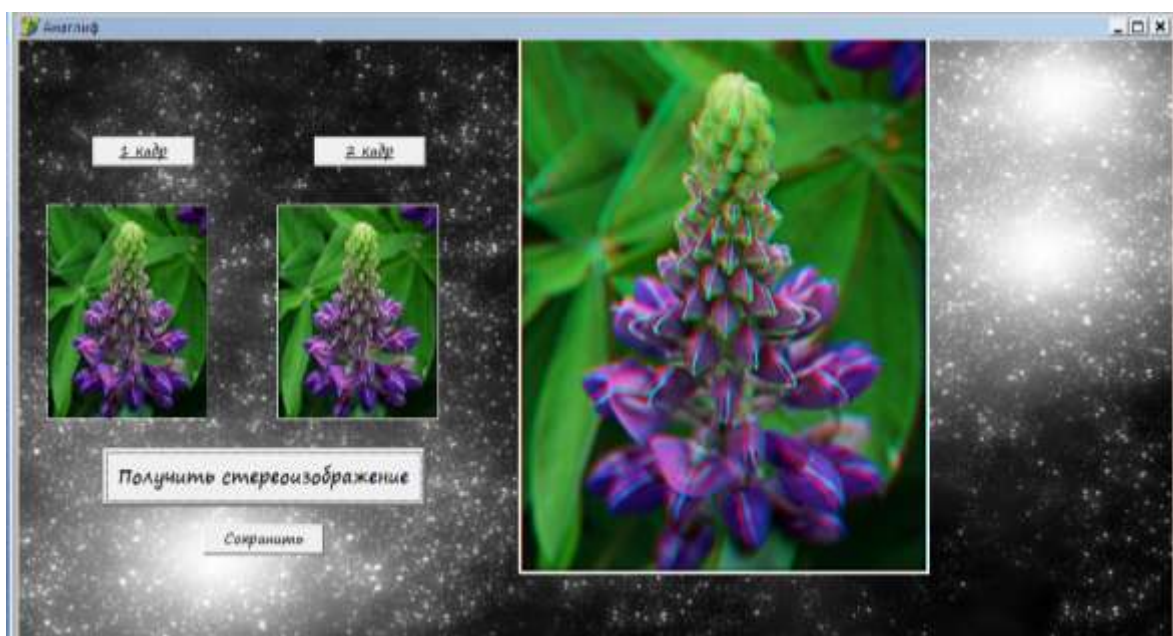 Анаглиф
1 кадр
2 кадр
Получить стереоизображение
Сохранить